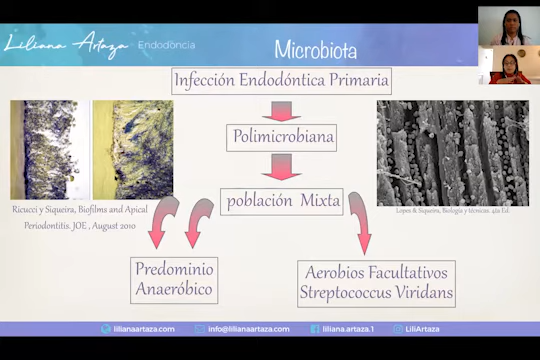 Liliana Artaza Endodoncia
Microbiota
Infección Endodóntica Primaria
Polimicrobiana
población Mixta
Ricucci y Siqueira, Biofilms and Apical
Periodontitis. JOE , August 2010
Lopes & Siqueira, Biología y técnicas. 4ta Ed.
Predominio
Anaeróbico
Aerobios Facultativos
Streptococcus Viridans
lilianaartaza.com
info@lilianaartaza.com
liliana.artaza.1
LiliArtaza